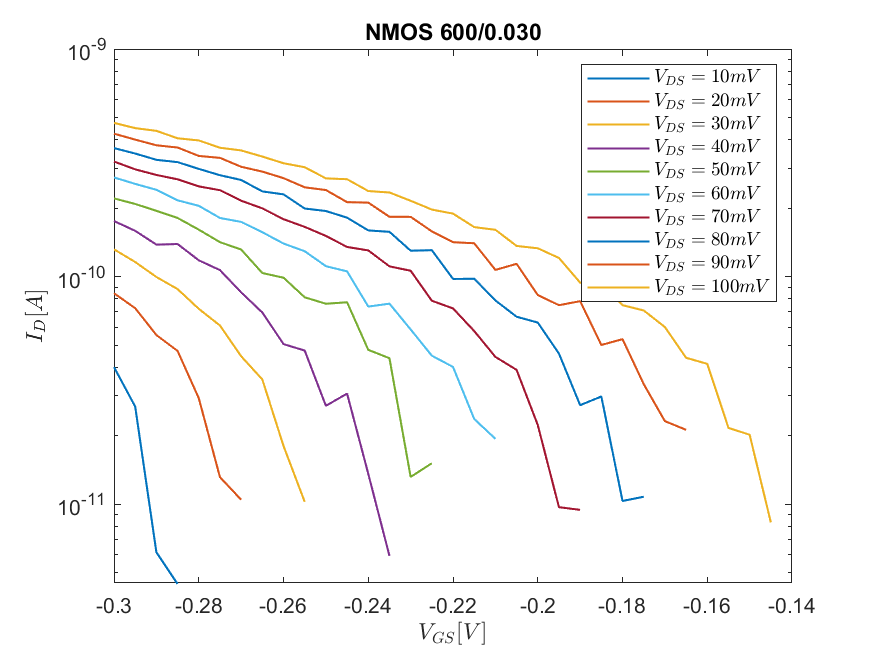 NMOS 600/0.030
10^-9
V_DS = 10mV
V_DS = 20mV
V_DS = 30mV
V_DS = 40mV
V_DS = 50mV
V_DS = 60mV
V_DS = 70mV
V_DS = 80mV
V_DS = 90mV
V_DS = 100mV
10^-10
I_D[A]
10^-11
-0.3 -0.28 -0.26 -0.24 -0.22 -0.2 -0.18 -0.16 -0.14
V_GS[V]